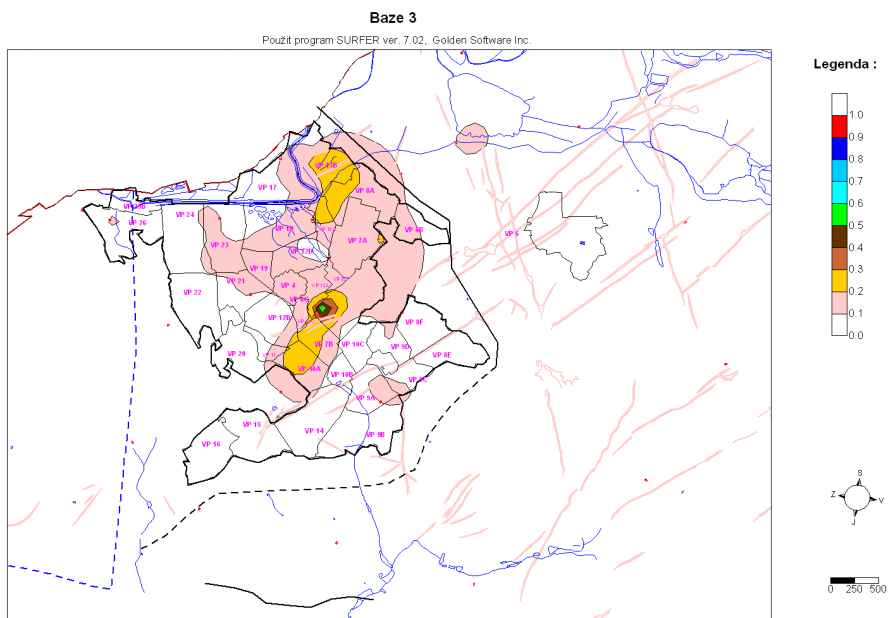 Baze 3
Použit program SURFER ver. 7.02, Golden Software Inc.
Legenda :
1.0
0.9
0.8
0.7
0.6
0.5
0.4
0.3
0.2
0.1
0.0
VP 17
VP 8A
VP 26
VP 24
VP 23
VP 7A
VP 6
VP 19
VP 21
VP 4
VP 22
VP 12B
VP 8F
VP 7B
VP 10C
VP 9D
VP 20
VP 8E
VP 10A
VP 10B
VP 9A
VP 15
VP 14
VP 9B
VP 16
S
Z
V
J
0
250
500